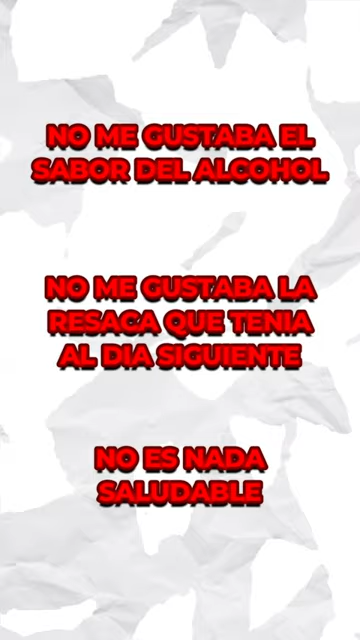 NO ME GUSTABA EL
SABOR DEL ALCOHOL
NO ME GUSTABA LA
RESACA QUE TENIA
AL DIA SIGUIENTE
NO ES NADA
SALUDABLE